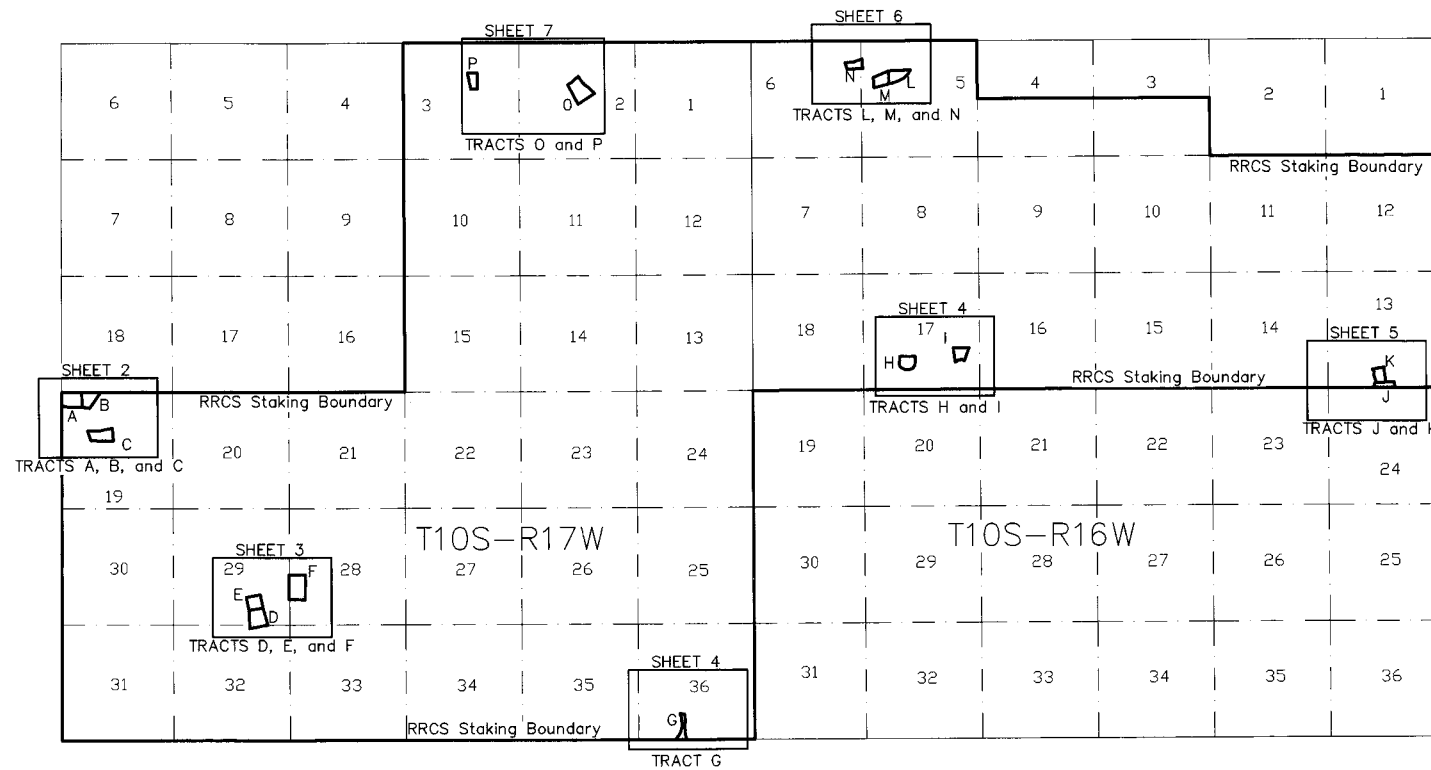 SHEET 7
SHEET 6
P
O
N
M
L
6 5 4 3 2 1 6 5 4 3 2 1
TRACTS O and P
TRACTS L, M, and N
RRCS Staking Boundary
7 8 9 10 11 12 7 8 9 10 11 12
SHEET 4
SHEET 5
18 17 16 15 14 13 18 17 16 15 14 13
H
I
K
J
TRACTS H and I
RRCS Staking Boundary
TRACTS J and K
SHEET 2
RRCS Staking Boundary
A
B
C
TRACTS A, B, and C
19 20 21 22 23 24 19 20 21 22 23 24
T10S-R17W
T10S-R16W
SHEET 3
30 29 28 27 26 25 30 29 28 27 26 25
E
F
D
TRACTS D, E, and F
SHEET 4
31 32 33 34 35 36 31 32 33 34 35 36
G
RRCS Staking Boundary
TRACT G